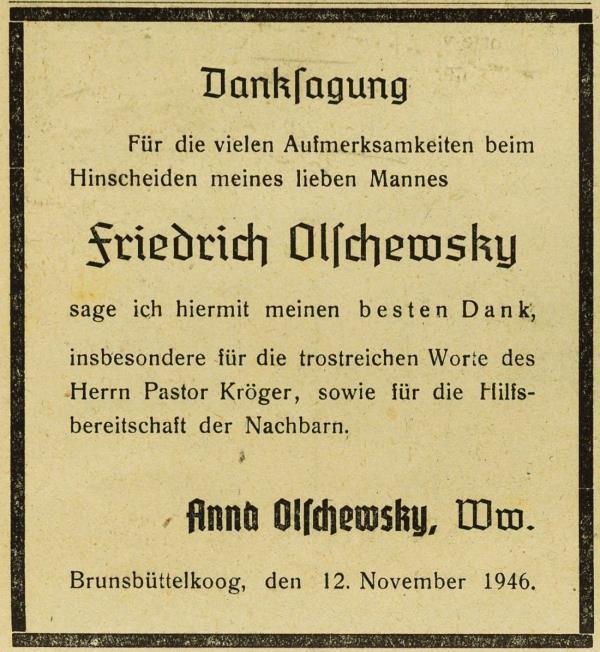 Dankſagung
Für die vielen Aufmerksamkeiten beim
Hinscheiden meines lieben Mannes
Friedrich Olſchewsky
sage ich hiermit meinen besten Dank,
insbesondere für die trostreichen Worte des
Herrn Pastor Kröger, sowie für die Hilfs-
bereitschaft der Nachbarn.
Anna Olſchewsky, Ww.
Brunsbüttelkoog, den 12. November 1946.